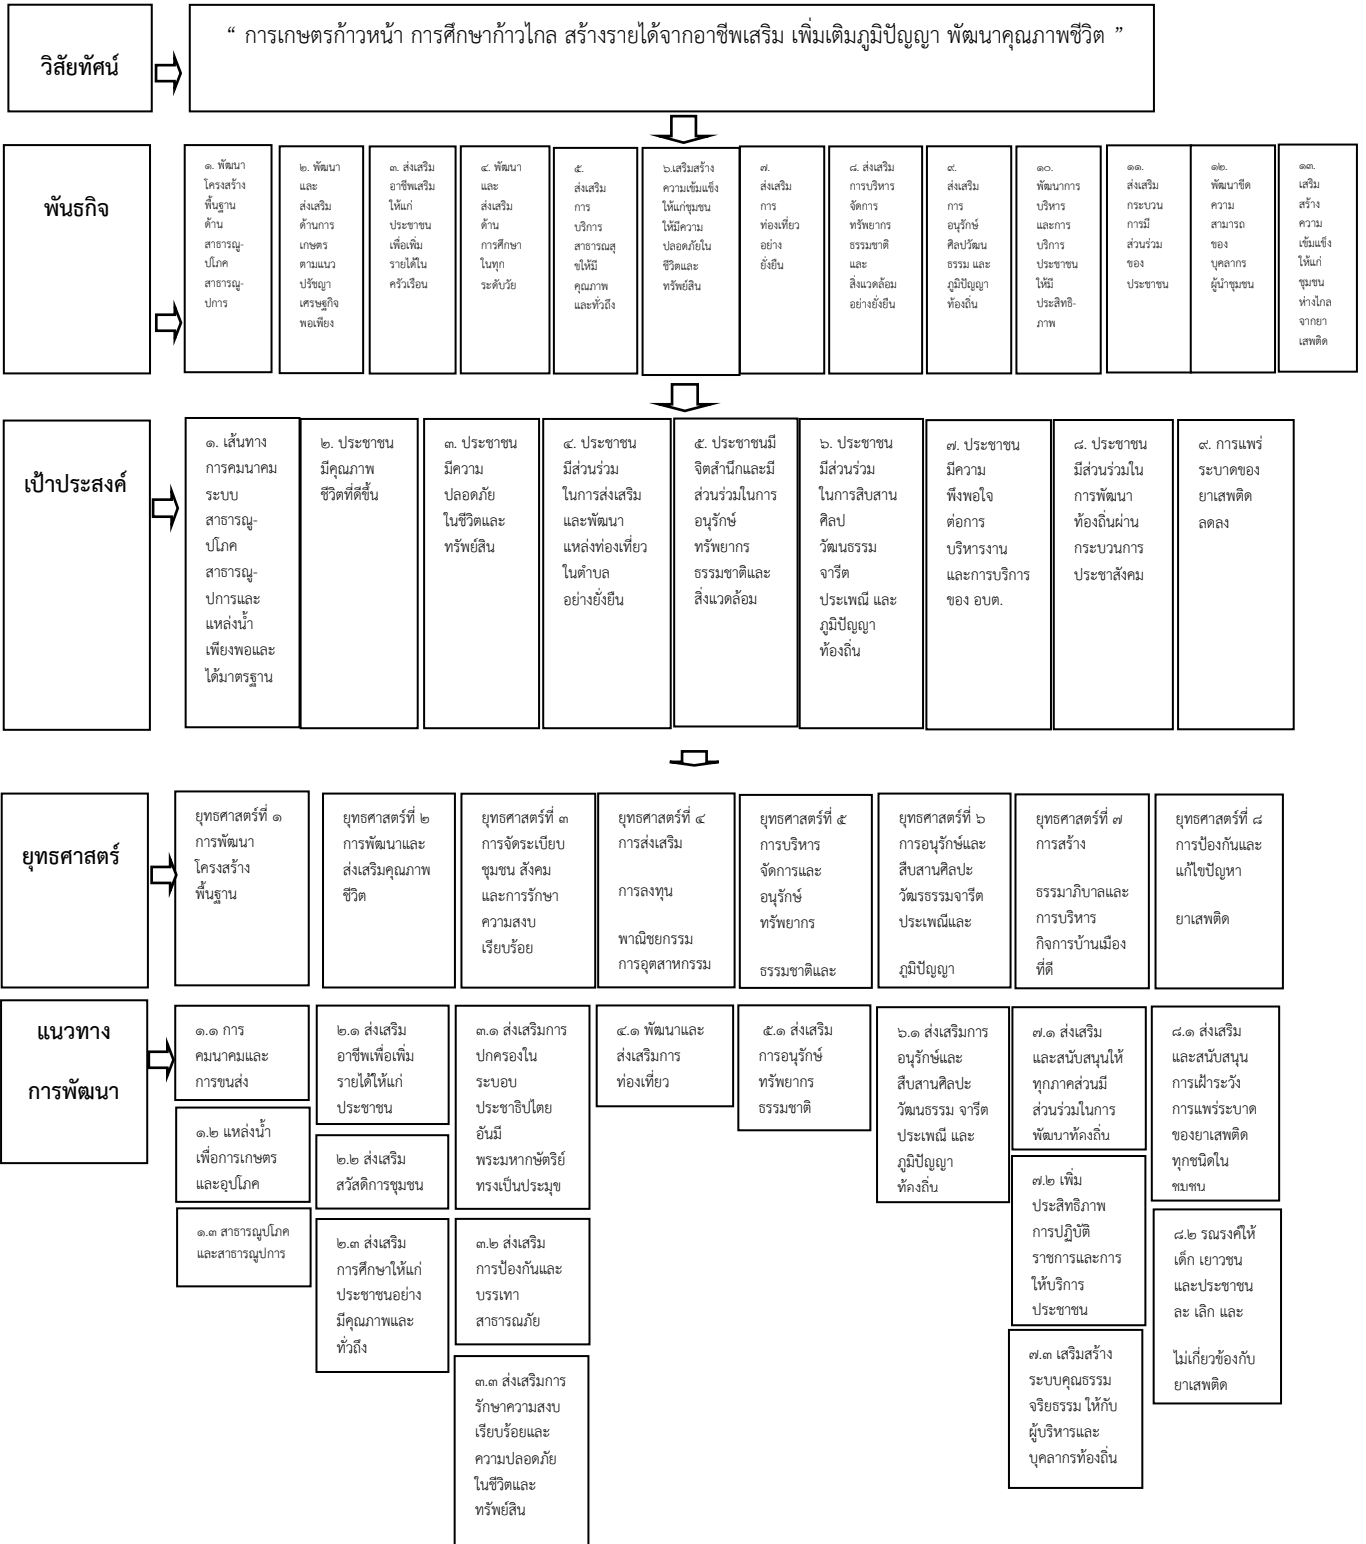 วิสัยทัศน์
“ การเกษตรก้าวหน้า การศึกษาก้าวไกล สร้างรายได้จากอาชีพเสริม เพิ่มเติมภูมิปัญญา พัฒนาคุณภาพชีวิต ”
พันธกิจ
๑. พัฒนา
โครงสร้าง
พื้นฐาน
ด้าน
สาธารณู-
ปโภค
สาธารณู-
ปการ
๒. พัฒนา
และ
ส่งเสริม
ด้านการ
เกษตร
ตามแนว
ปรัชญา
เศรษฐกิจ
พอเพียง
๓. ส่งเสริม
อาชีพเสริม
ให้แก่
ประชาชน
เพื่อเพิ่ม
รายได้ใน
ครัวเรือน
๔. พัฒนา
และ
ส่งเสริม
ด้าน
การศึกษา
ในทุก
ระดับวัย
๕.
ส่งเสริม
การ
บริการ
สาธารณสุ
ขให้มี
คุณภาพ
และทั่วถึง
๖.เสริมสร้าง
ความเข้มแข็ง
ให้แก่ชุมชน
ให้มีความ
ปลอดภัยใน
ชีวิตและ
ทรัพย์สิน
๗.
ส่งเสริม
การ
ท่องเที่ยว
อย่าง
ยั่งยืน
๘. ส่งเสริม
การบริหาร
จัดการ
ทรัพยากร
ธรรมชาติ
และ
สิ่งแวดล้อม
อย่างยั่งยืน
๙.
ส่งเสริม
การ
อนุรักษ์
ศิลปวัฒน
ธรรม และ
ภูมิปัญญา
ท้องถิ่น
๑๐.
พัฒนาการ
บริหาร
และการ
บริการ
ประชาชน
ให้มี
ประสิทธิ-
ภาพ
๑๑.
ส่งเสริม
กระบวน
การมี
ส่วนร่วม
ของ
ประชาชน
๑๒.
พัฒนาขีด
ความ
สามารถ
ของ
บุคลากร
ผู้นำชุมชน
๑๓.
เสริม
สร้าง
ความ
เข้มแข็ง
ให้แก่
ชุมชน
ห่างไกล
จากยา
เสพติด
เป้าประสงค์
๑. เส้นทาง
การคมนาคม
ระบบ
สาธารณู-
ปโภค
สาธารณู-
ปการและ
แหล่งน้ำ
เพียงพอและ
ได้มาตรฐาน
๒. ประชาชน
มีคุณภาพ
ชีวิตที่ดีขึ้น
๓. ประชาชน
มีความ
ปลอดภัย
ในชีวิตและ
ทรัพย์สิน
๔. ประชาชน
มีส่วนร่วม
ในการส่งเสริม
และพัฒนา
แหล่งท่องเที่ยว
ในตำบล
อย่างยั่งยืน
๕. ประชาชนมี
จิตสำนึกและมี
ส่วนร่วมในการ
อนุรักษ์
ทรัพยากร
ธรรมชาติและ
สิ่งแวดล้อม
๖. ประชาชน
มีส่วนร่วม
ในการสืบสาน
ศิลป
วัฒนธรรม
จารีต
ประเพณี และ
ภูมิปัญญา
ท้องถิ่น
๗. ประชาชน
มีความ
พึงพอใจ
ต่อการ
บริหารงาน
และการบริการ
ของ อบต.
๘. ประชาชน
มีส่วนร่วมใน
การพัฒนา
ท้องถิ่นผ่าน
กระบวนการ
ประชาสังคม
๙. การแพร่
ระบาดของ
ยาเสพติด
ลดลง
ยุทธศาสตร์
ยุทธศาสตร์ที่ ๑
การพัฒนา
โครงสร้าง
พื้นฐาน
ยุทธศาสตร์ที่ ๒
การพัฒนาและ
ส่งเสริมคุณภาพ
ชีวิต
ยุทธศาสตร์ที่ ๓
การจัดระเบียบ
ชุมชน สังคม
และการรักษา
ความสงบ
เรียบร้อย
ยุทธศาสตร์ที่ ๔
การส่งเสริม
การลงทุน
พาณิชยกรรม
การอุตสาหกรรม
ยุทธศาสตร์ที่ ๕
การบริหาร
จัดการและ
อนุรักษ์
ทรัพยากร
ธรรมชาติและ
ยุทธศาสตร์ที่ ๖
การอนุรักษ์และ
สืบสานศิลปะ
วัฒรธรรมจารีต
ประเพณีและ
ภูมิปัญญา
ยุทธศาสตร์ที่ ๗
การสร้าง
ธรรมาภิบาลและ
การบริหาร
กิจการบ้านเมือง
ที่ดี
ยุทธศาสตร์ที่ ๘
การป้องกันและ
แก้ไขปัญหา
ยาเสพติด
แนวทาง
การพัฒนา
๑.๑ การ
คมนาคมและ
การขนส่ง
๑.๒ แหล่งน้ำ
เพื่อการเกษตร
และอุปโภค
๑.๓ สาธารณูปโภค
และสาธารณูปการ
๒.๑ ส่งเสริม
อาชีพเพื่อเพิ่ม
รายได้ให้แก่
ประชาชน
๒.๒ ส่งเสริม
สวัสดิการชุมชน
๒.๓ ส่งเสริม
การศึกษาให้แก่
ประชาชนอย่าง
มีคุณภาพและ
ทั่วถึง
๓.๑ ส่งเสริมการ
ปกครองใน
ระบอบ
ประชาธิปไตย
อันมี
พระมหากษัตริย์
ทรงเป็นประมุข
๓.๒ ส่งเสริม
การป้องกันและ
บรรเทา
สาธารณภัย
๓.๓ ส่งเสริมการ
รักษาความสงบ
เรียบร้อยและ
ความปลอดภัย
ในชีวิตและ
ทรัพย์สิน
๔.๑ พัฒนาและ
ส่งเสริมการ
ท่องเที่ยว
๕.๑ ส่งเสริม
การอนุรักษ์
ทรัพยากร
ธรรมชาติ
๖.๑ ส่งเสริมการ
อนุรักษ์และ
สืบสานศิลปะ
วัฒนธรรม จารีต
ประเพณี และ
ภูมิปัญญา
ท้องถิ่น
๗.๑ ส่งเสริม
และสนับสนุนให้
ทุกภาคส่วนมี
ส่วนร่วมในการ
พัฒนาท้องถิ่น
๗.๒ เพิ่ม
ประสิทธิภาพ
การปฏิบัติ
ราชการและการ
ให้บริการ
ประชาชน
๗.๓ เสริมสร้าง
ระบบคุณธรรม
จริยธรรม ให้กับ
ผู้บริหารและ
บุคลากรท้องถิ่น
๘.๑ ส่งเสริม
และสนับสนุน
การเฝ้าระวัง
การแพร่ระบาด
ของยาเสพติด
ทุกชนิดใน
ชุมชน
๘.๒ รณรงค์ให้
เด็ก เยาวชน
และประชาชน
ละ เลิก และ
ไม่เกี่ยวข้องกับ
ยาเสพติด